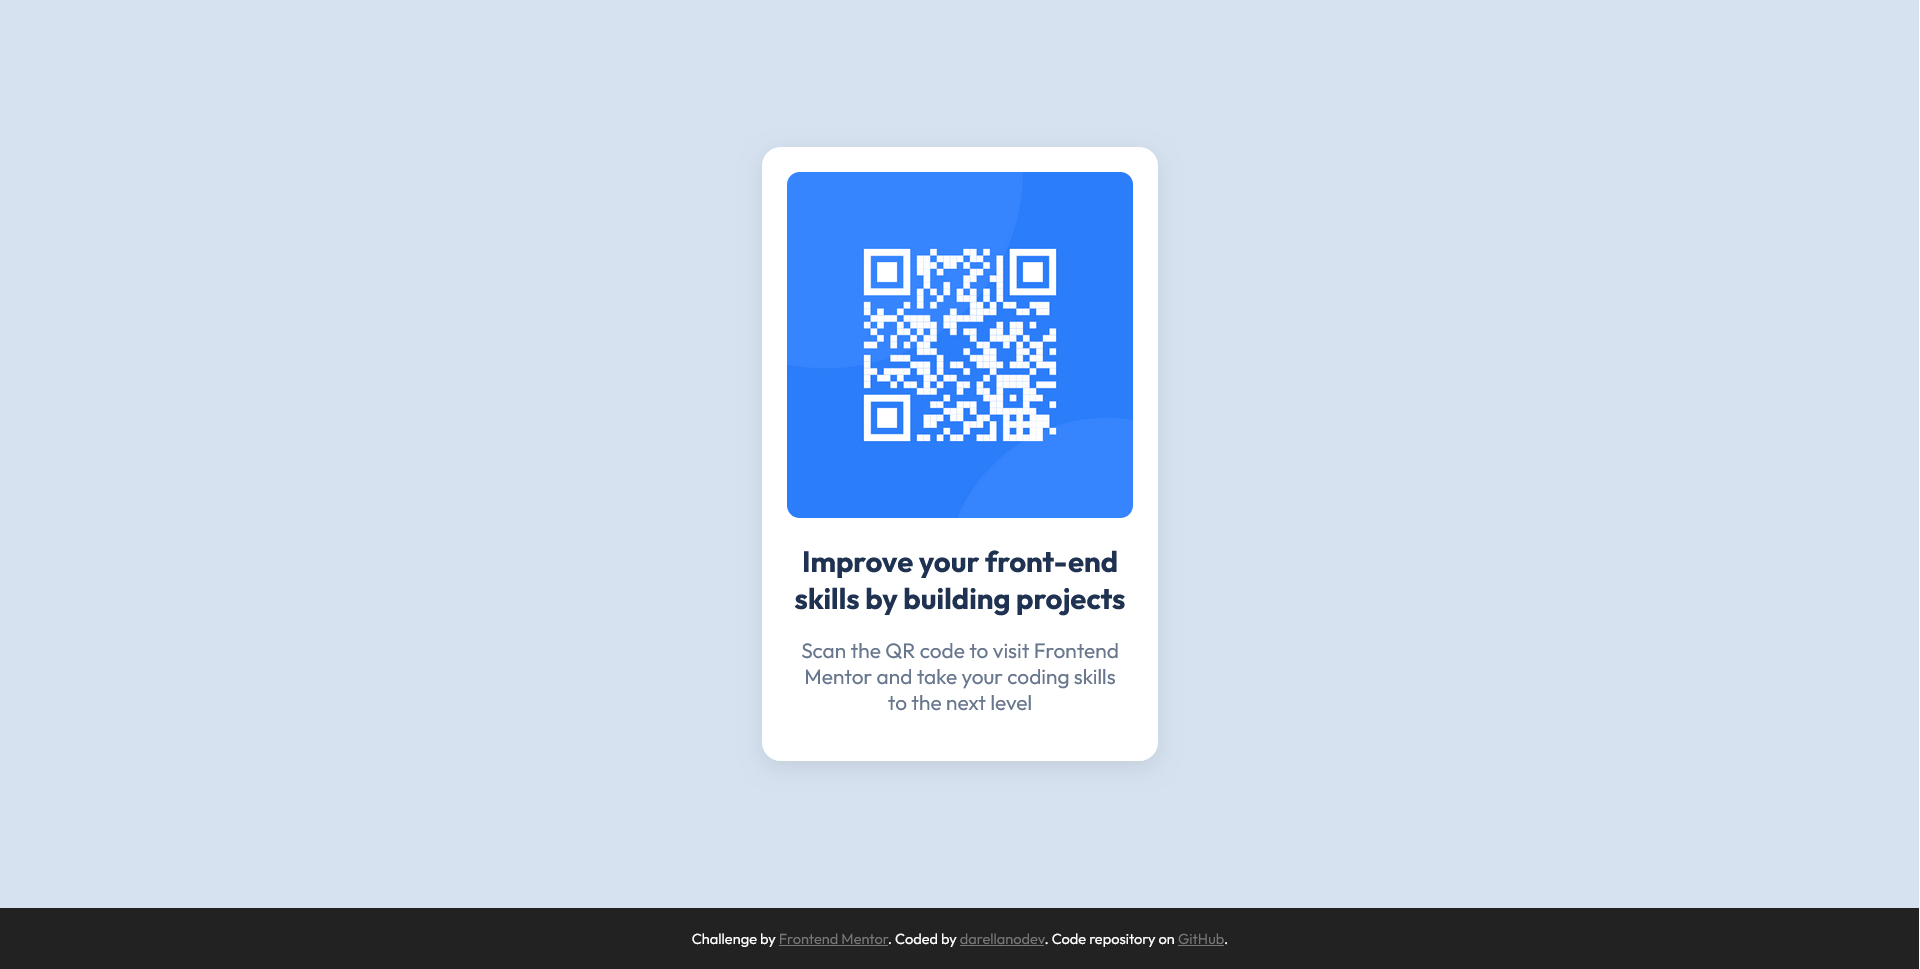 Improve your front-end
skills by building projects
Scan the QR code to visit Frontend
Mentor and take your coding skills
to the next level
Challenge by Frontend Mentor. Coded by darellanodev. Code repository on GitHub.